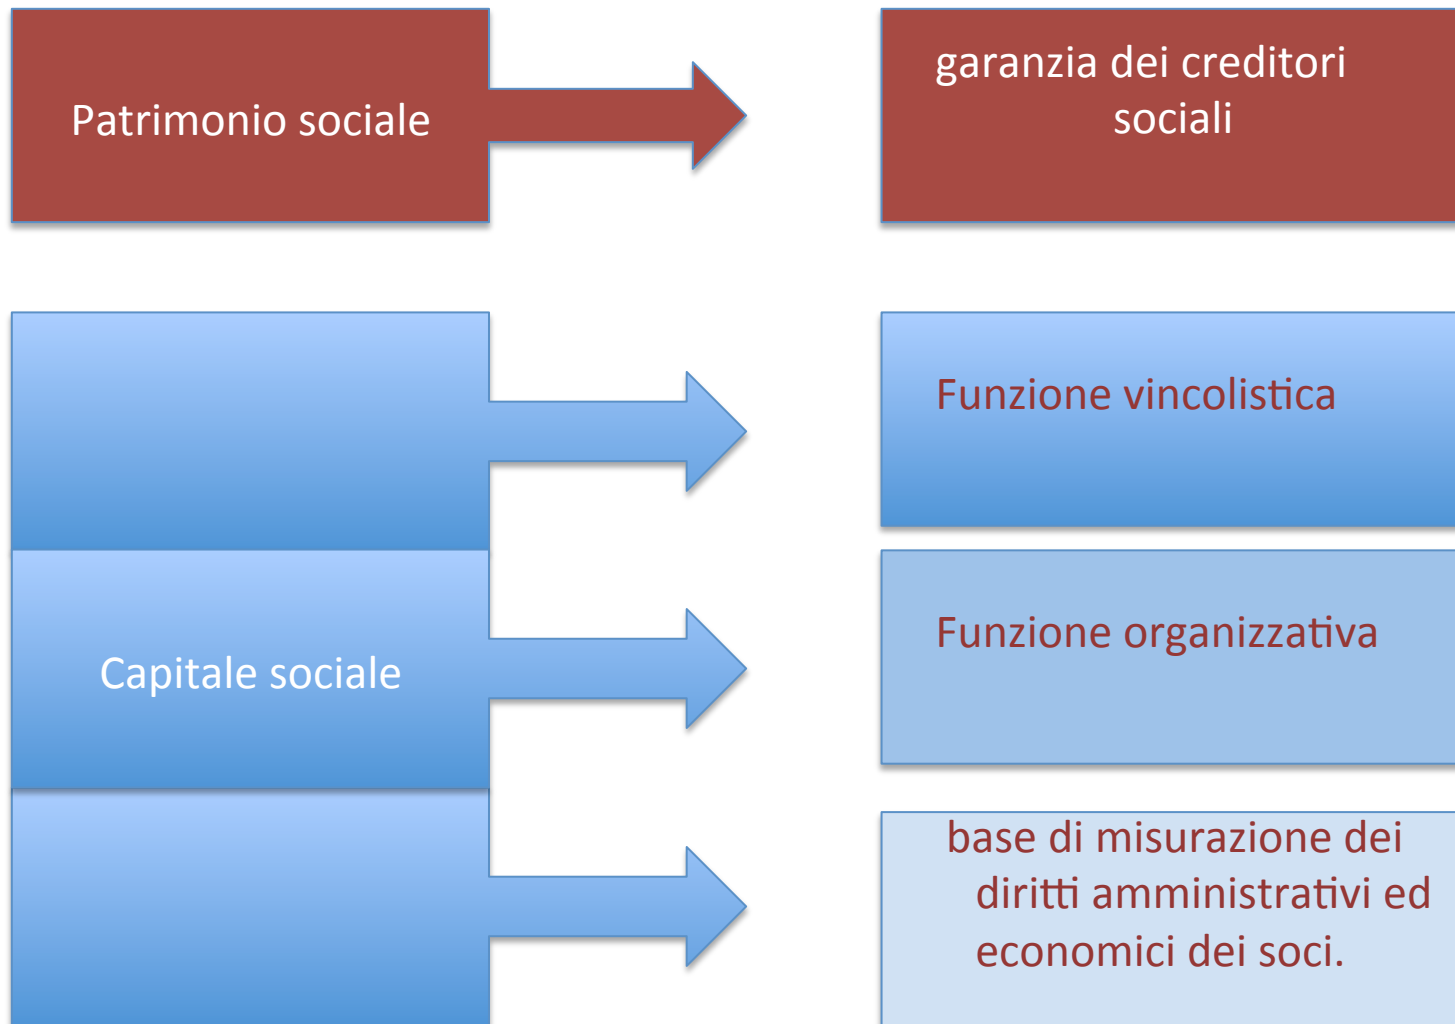 Patrimonio sociale
garanzia dei creditori
sociali
Funzione vincolistica
Capitale sociale
Funzione organizzativa
base di misurazione dei
diritti amministrativi ed
economici dei soci.